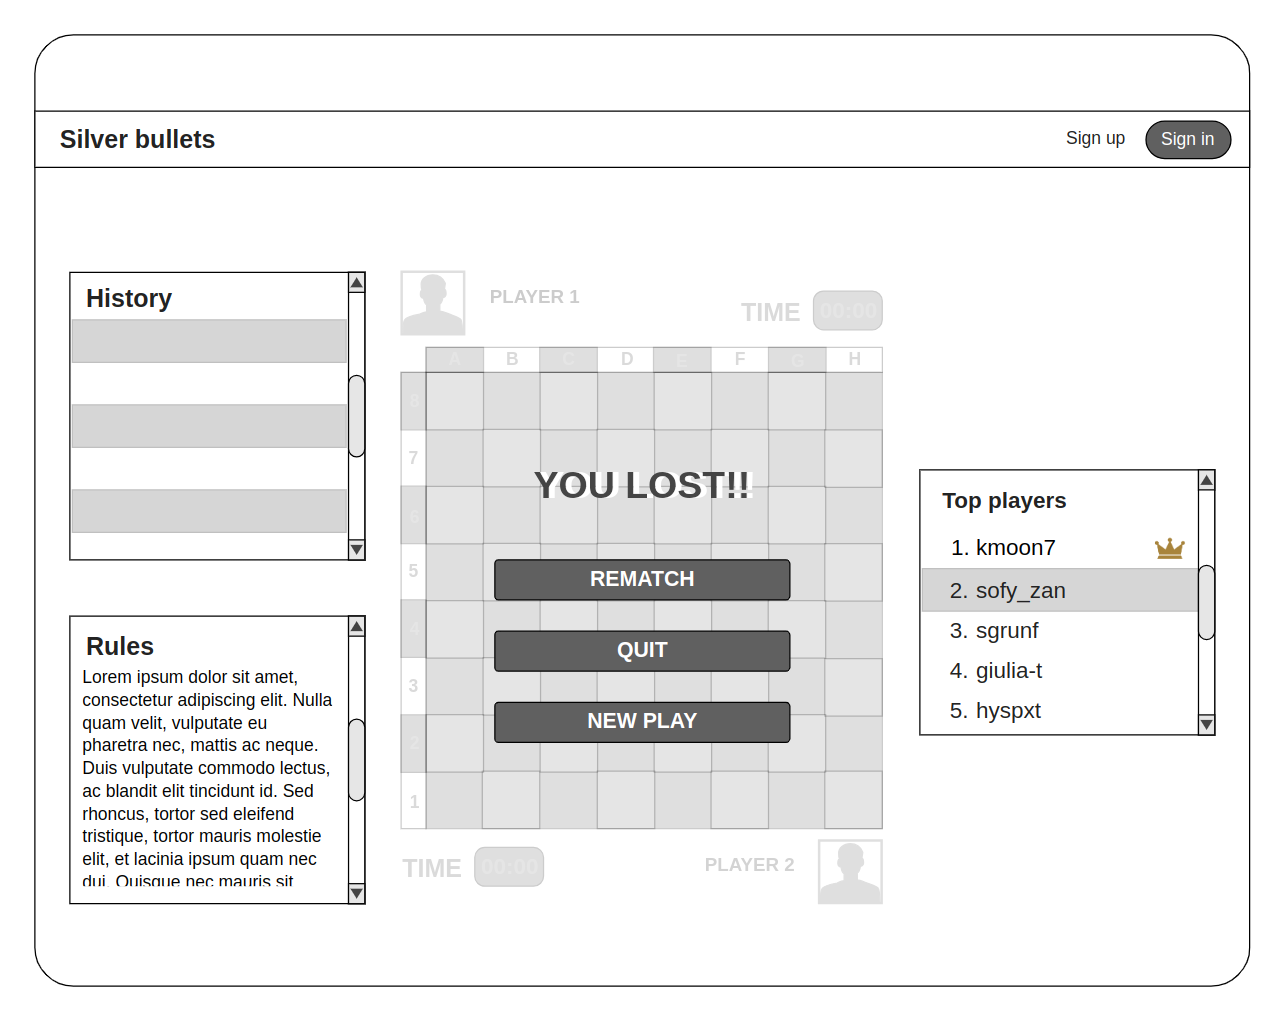 Silver bullets
Sign up
Sign in
History
PLAYER 1
TIME
00:00
A B C D E F G H
8
7
6
5
4
3
2
1
YOU LOST!!
REMATCH
QUIT
NEW PLAY
TIME
00:00
PLAYER 2
Rules
Lorem ipsum dolor sit amet,
consectetur adipiscing elit. Nulla
quam velit, vulputate eu
pharetra nec, mattis ac neque.
Duis vulputate commodo lectus,
ac blandit elit tincidunt id. Sed
rhoncus, tortor sed eleifend
tristique, tortor mauris molestie
elit, et lacinia ipsum quam nec
dui. Quisque nec mauris sit
Top players
1. kmoon7
2. sofy_zan
3. sgrunf
4. giulia-t
5. hyspxt